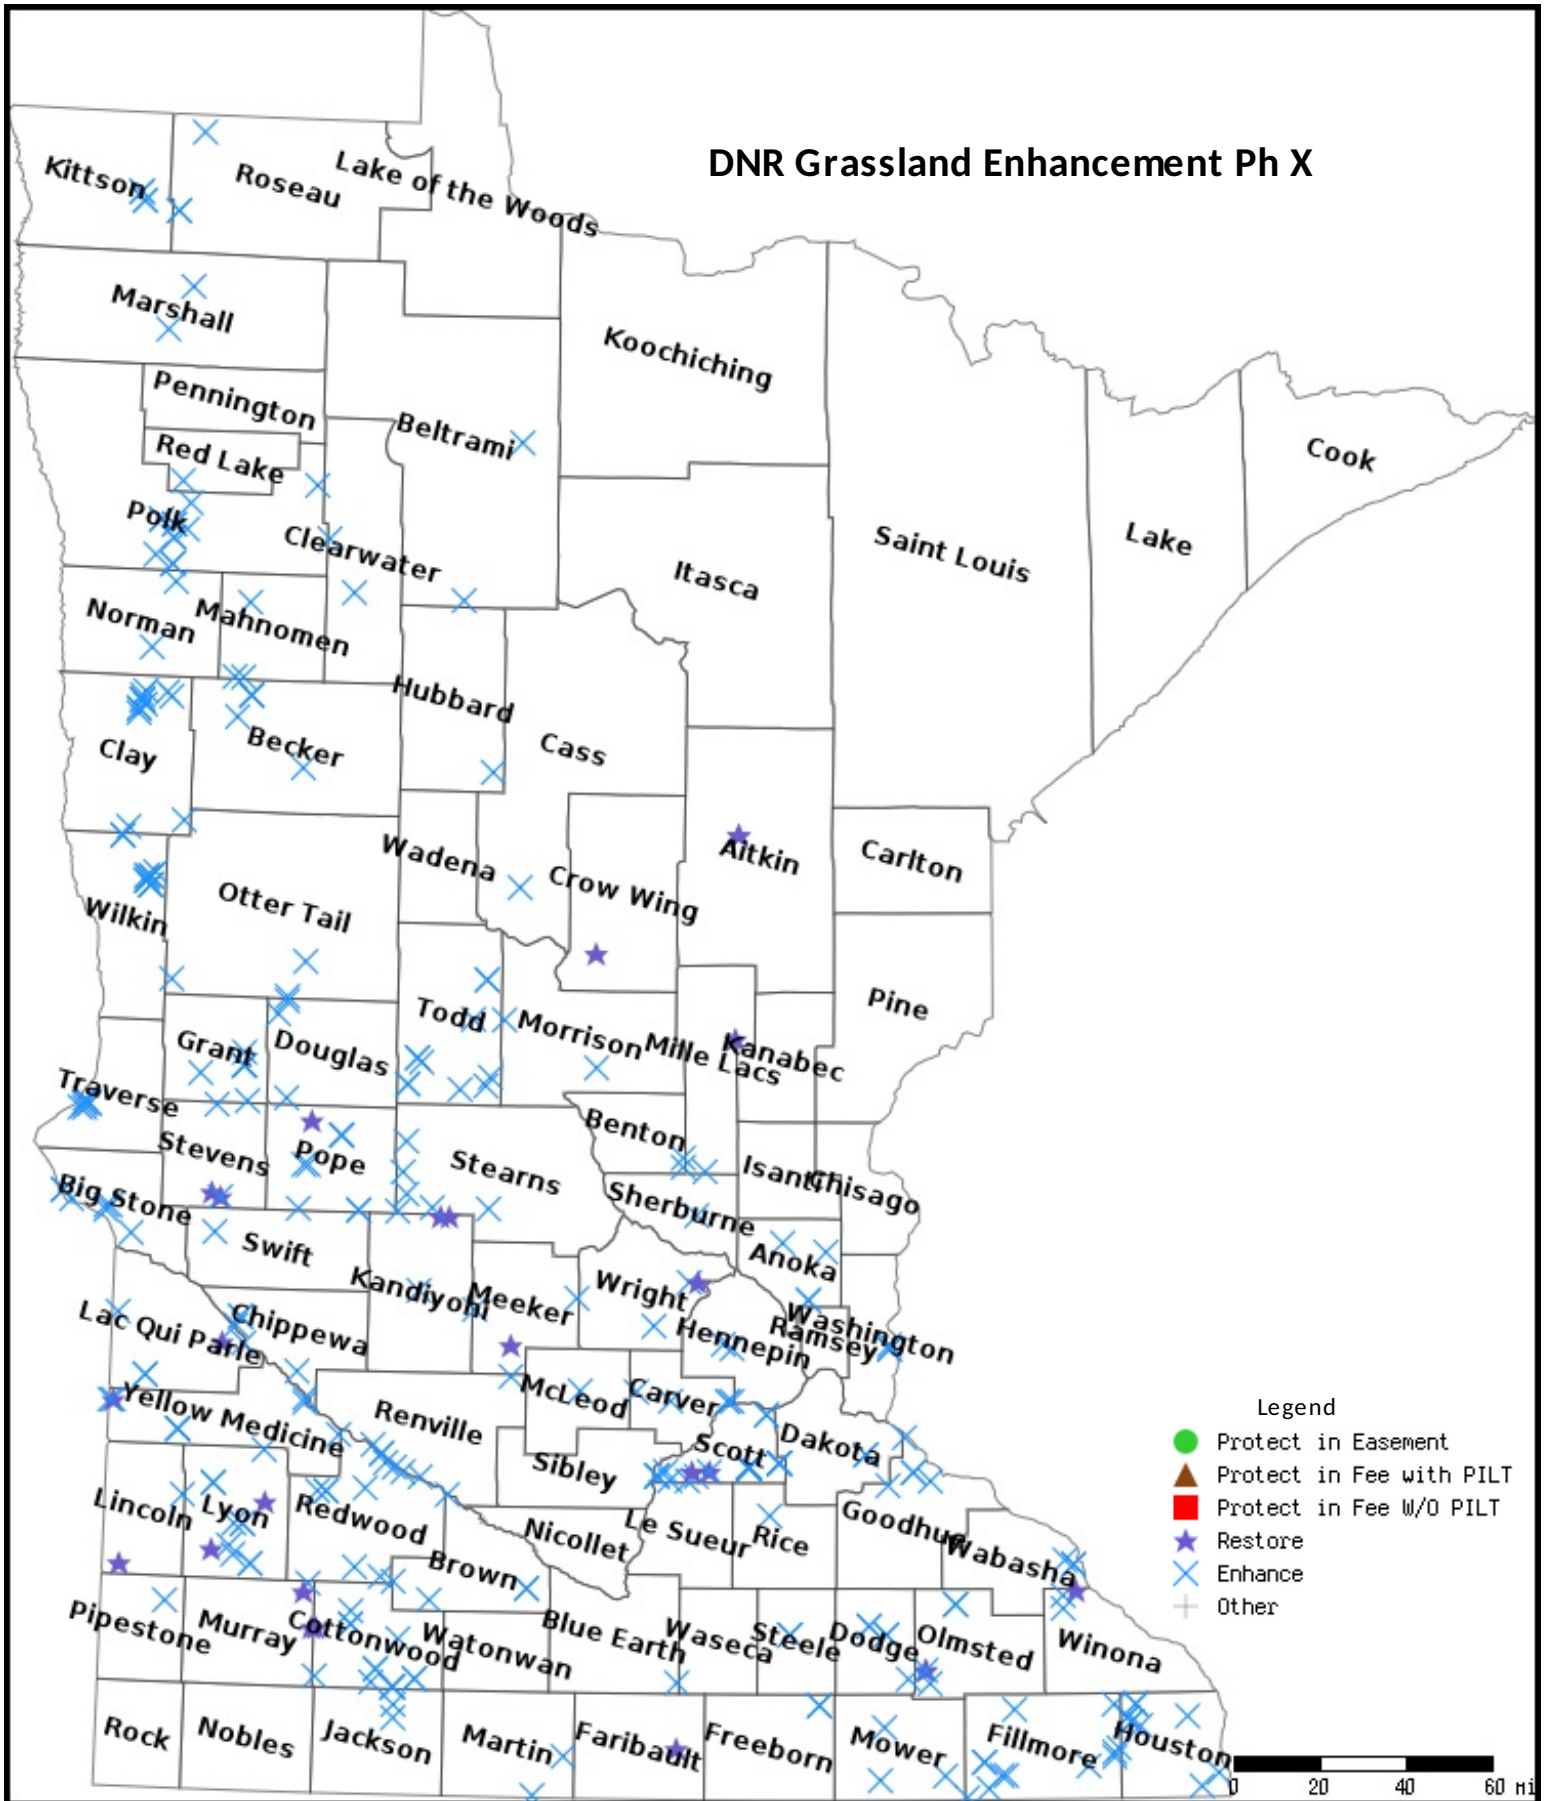 DNR Grassland Enhancement Ph X
Kittson
Roseau
Lake of the Woods
Marshall
Koochiching
Pennington
Beltrami
Red Lake
Cook
Polk
Clearwater
Saint Louis
Lake
Itasca
Norman
Mahnomen
Hubbard
Cass
Clay
Becker
Wadena
Aitkin
Carlton
Crow Wing
Otter Tail
Wilkin
Pine
Todd
Morrison
Mille Lacs
Kanabec
Grant
Douglas
Traverse
Benton
Stevens
Pope
Stearns
Isanti
Chisago
Big Stone
Sherburne
Swift
Anoka
Kandiyohi
Meeker
Wright
Lac Qui Parle
Chippewa
Hennepin
Ramsey
Washington
McLeod
Carver
Yellow Medicine
Renville
Scott
Dakota
Sibley
Lincoln
Lyon
Redwood
Nicollet
Le Sueur
Rice
Goodhue
Wabasha
Brown
Pipestone
Murray
Cottonwood
Watonwan
Blue Earth
Waseca
Steele
Dodge
Olmsted
Winona
Rock
Nobles
Jackson
Martin
Faribault
Freeborn
Mower
Fillmore
Houston
Legend
Protect in Easement
Protect in Fee with PILT
Protect in Fee W/O PILT
Restore
Enhance
Other
0 20 40 60 mi